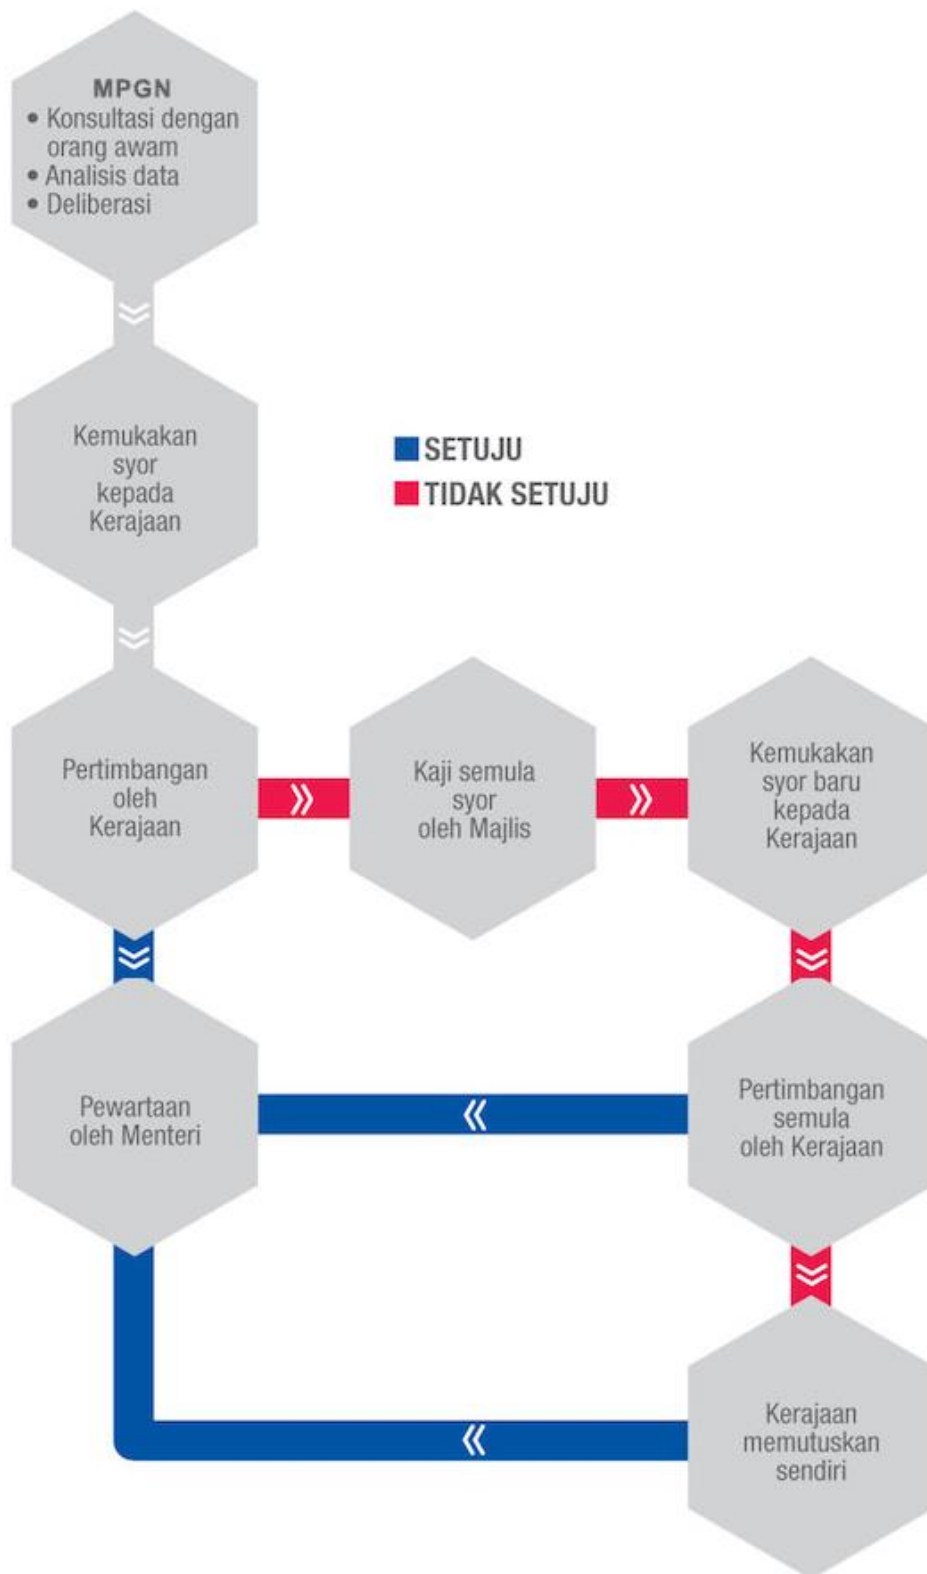 MPGN
• Konsultasi dengan
orang awam
• Analisis data
• Deliberasi
Kemukakan
syor
kepada
Kerajaan
SETUJU
TIDAK SETUJU
Pertimbangan
oleh
Kerajaan
Kaji semula
syor
oleh Majlis
Kemukakan
syor baru
kepada
Kerajaan
Pewartaan
oleh Menteri
Pertimbangan
semula
oleh Kerajaan
Kerajaan
memutuskan
sendiri